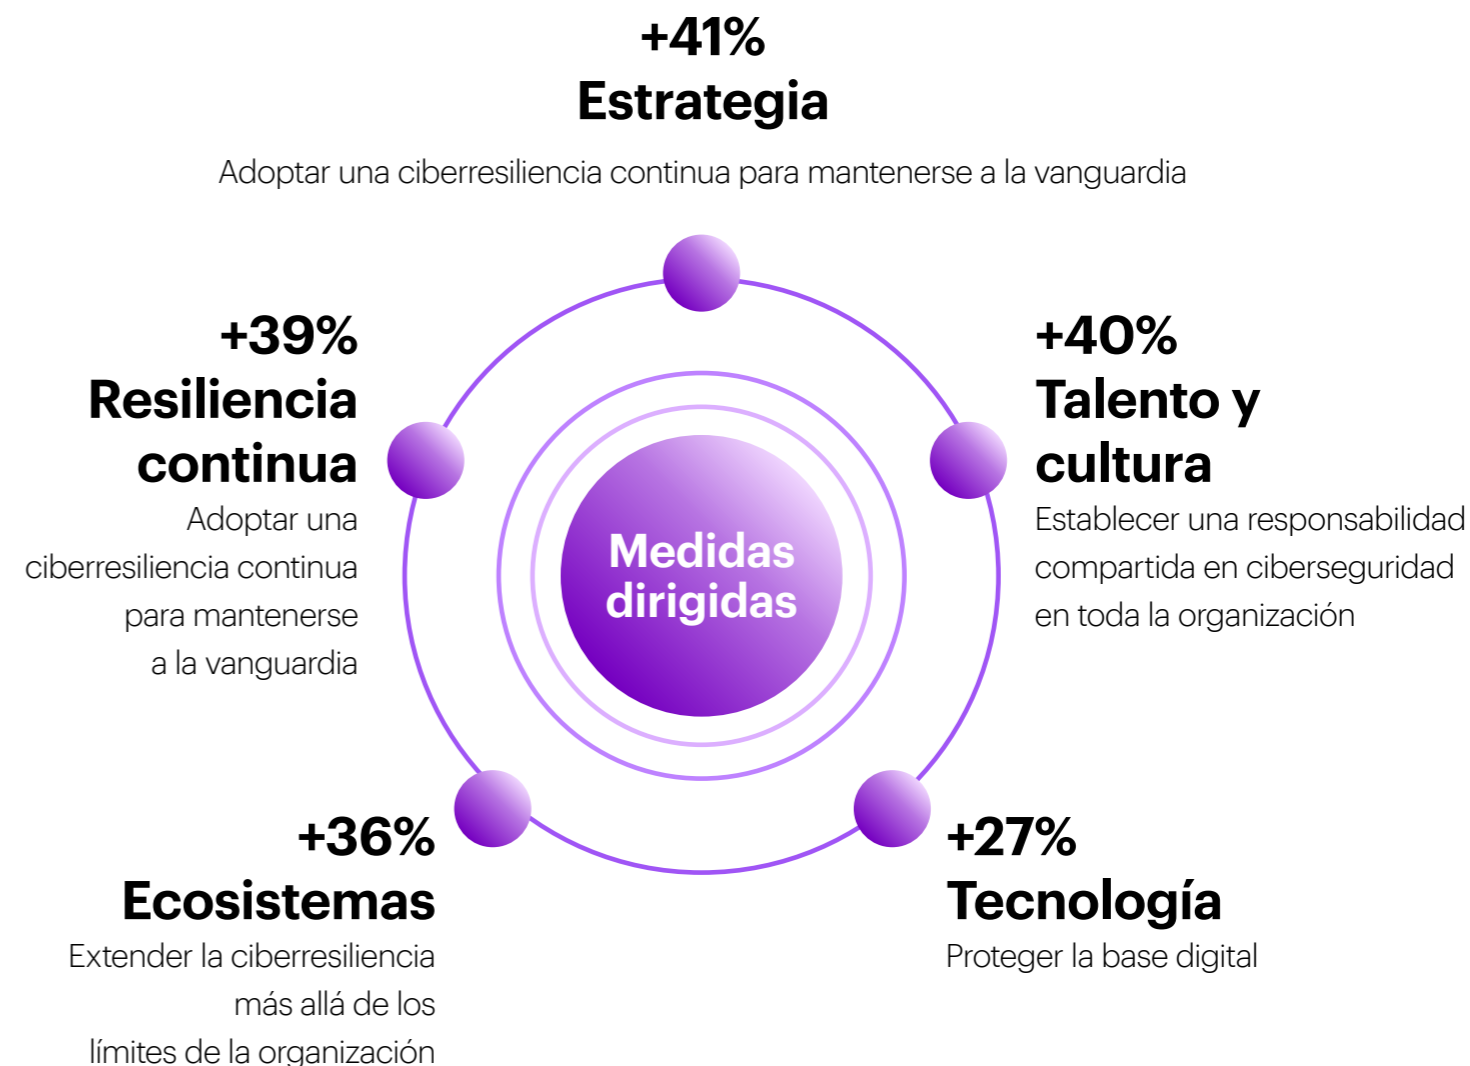 +41%
Estrategia
Adoptar una ciberresiliencia continua para mantenerse a la vanguardia
+39%
Resiliencia
continua
Adoptar una
ciberresiliencia continua
para mantenerse
a la vanguardia
+40%
Talento y
cultura
Establecer una responsabilidad
compartida en ciberseguridad
en toda la organización
Medidas
dirigidas
+36%
Ecosistemas
Extender la ciberresiliencia
más allá de los
límites de la organización
+27%
Tecnología
Proteger la base digital